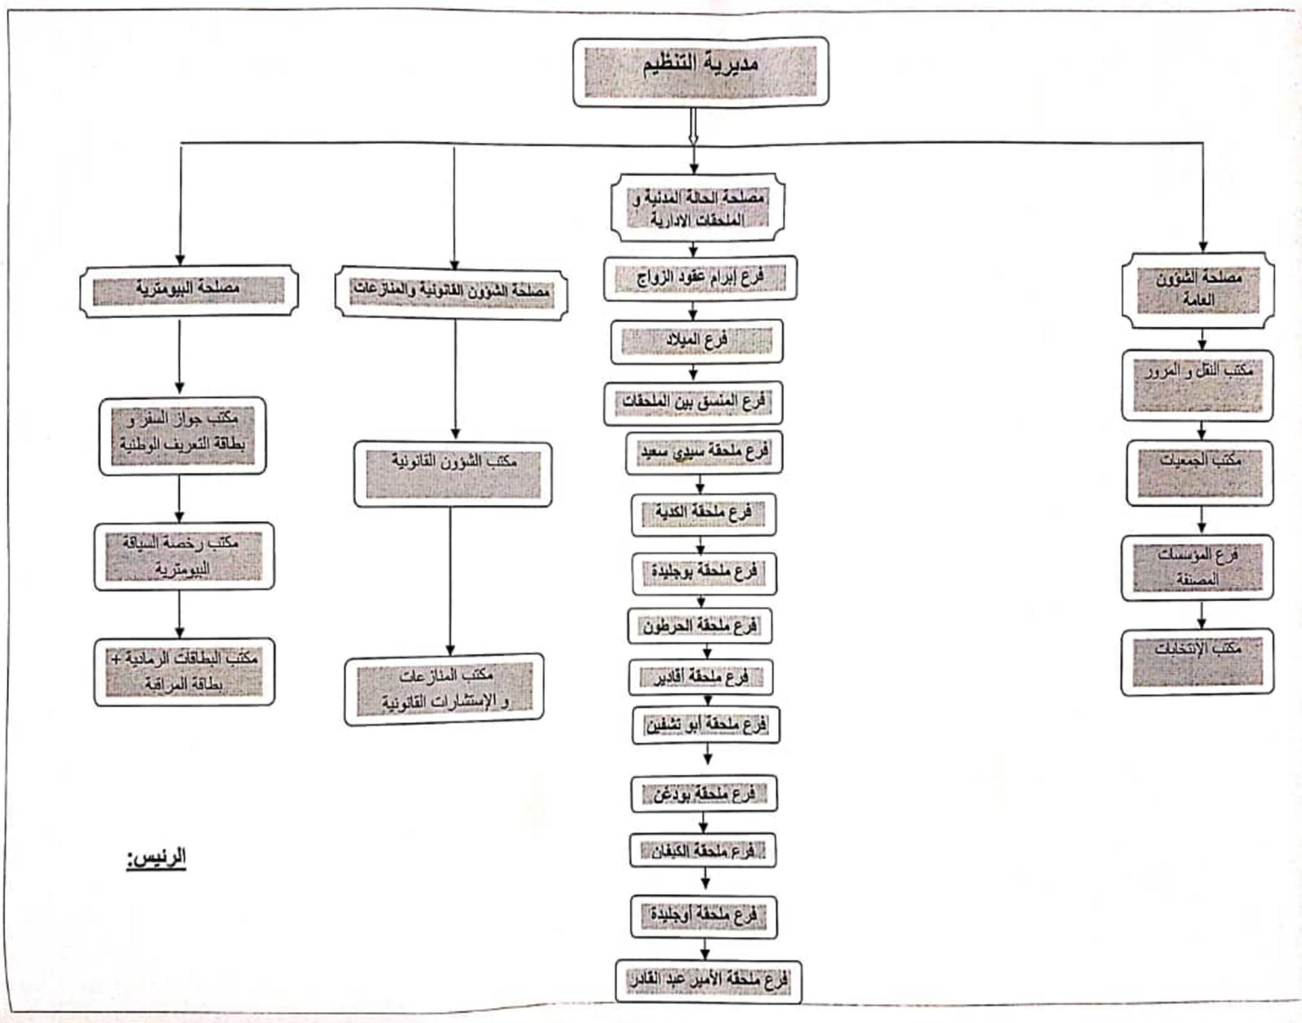 مديرية التنظيم
مصلحة الشؤون
العامة
مكتب النقل و المرور
مكتب الجمعيات
فرع المؤسسات
المصنفة
مكتب الإنتخابات
مصلحة الحالة المدنية و
الملحقات الادارية
فرع إبرام عقود الزواج
فرع الميلاد
فرع المنسق بين الملحقات
فرع ملحقة سيدي سعيد
فرع ملحقة الكدية
فرع ملحقة بوجليدة
فرع ملحقة الحرطون
فرع ملحقة أقادير
فرع ملحقة أبو تشفين
فرع ملحقة بودغن
فرع ملحقة الكيفان
فرع ملحقة أوجليدة
فرع ملحقة الأمير عبد القادر
مصلحة الشؤون القانونية والمنازعات
مكتب الشؤون القانونية
مكتب المنازعات
و الإستشارات القانونية
مصلحة البيومترية
مكتب جواز السفر و
بطاقة التعريف الوطنية
مكتب رخصة السياقة
البيومترية
مكتب البطاقات الرمادية +
بطاقة المراقبة
الرئيس: